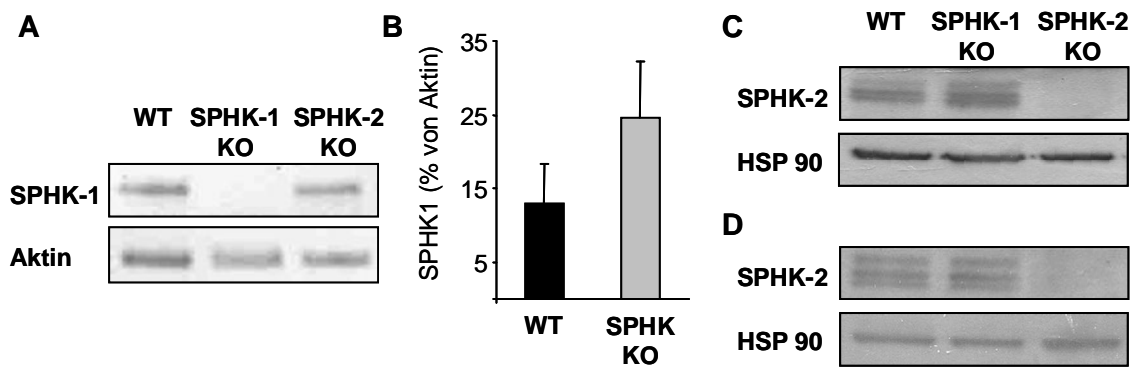 A
WT SPHK-1 KO SPHK-2 KO
SPHK-1
Aktin
B
SPHK1 (% von Aktin)
35
25
15
5
WT SPHK KO
C
WT SPHK-1 KO SPHK-2 KO
SPHK-2
HSP 90
D
SPHK-2
HSP 90